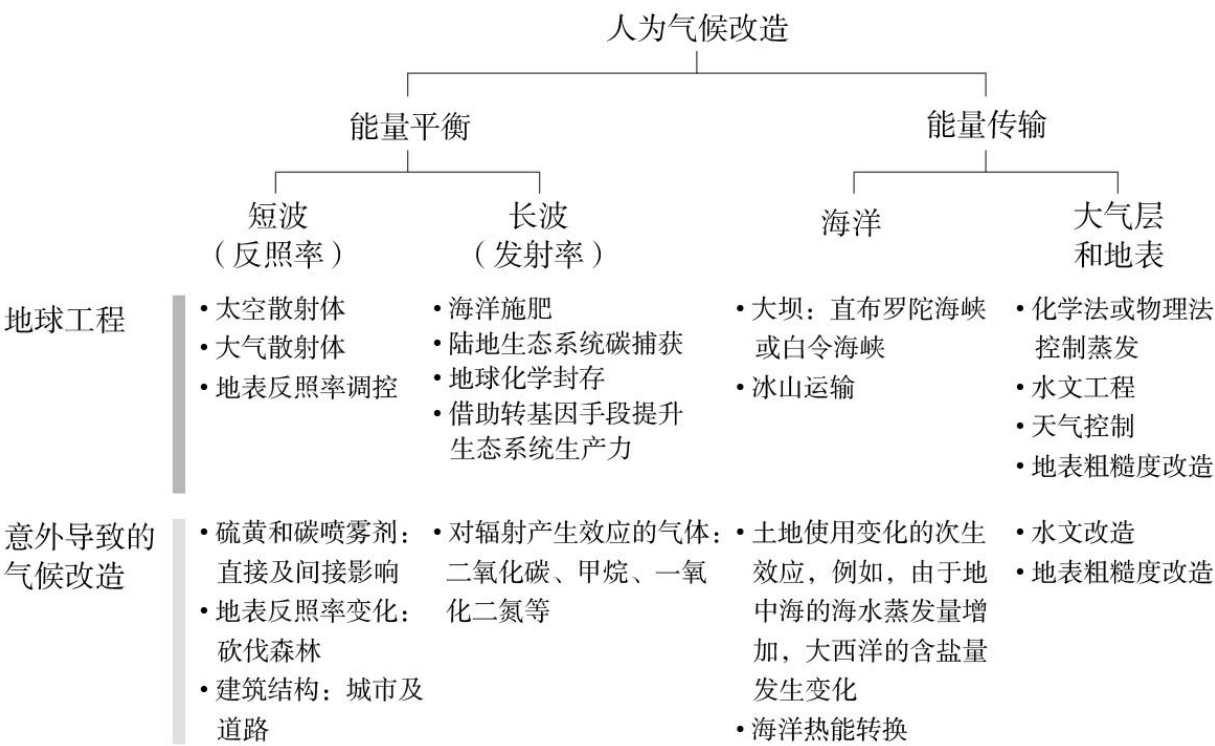 人为气候改造
能量平衡
能量传输
短波
（反照率）
长波
（发射率）
海洋
大气层
和地表
地球工程
• 太空散射体
• 大气散射体
• 地表反照率调控
• 海洋施肥
• 陆地生态系统碳捕获
• 地球化学封存
• 借助转基因手段提升
生态系统生产力
• 大坝：直布罗陀海峡
或白令海峡
• 冰山运输
• 化学法或物理法
控制蒸发
• 水文工程
• 天气控制
• 地表粗糙度改造
意外导致的
气候改造
• 硫黄和碳喷雾剂：
直接及间接影响
• 地表反照率变化：
砍伐森林
• 建筑结构：城市及
道路
• 对辐射产生效应的气体：
二氧化碳、甲烷、一氧
化二氮等
• 土地使用变化的次生
效应，例如，由于地
中海的海水蒸发量增
加，大西洋的含盐量
发生变化
• 海洋热能转换
• 水文改造
• 地表粗糙度改造